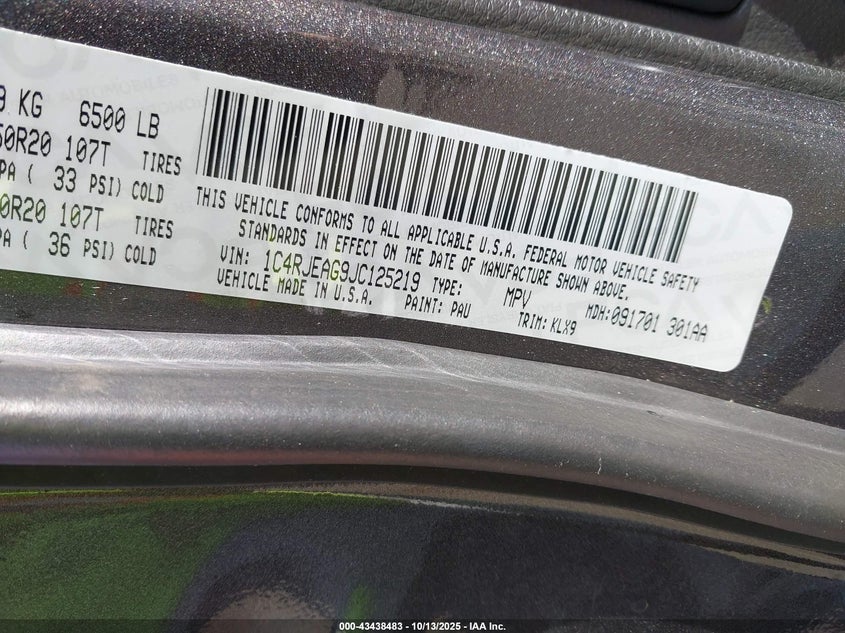 9 KG 6500 LB
50R20 107T TIRES
PA ( 33 PSI) COLD
0R20 107T TIRES
PA ( 36 PSI) COLD
THIS VEHICLE CONFORMS TO ALL APPLICABLE U.S.A. FEDERAL MOTOR VEHICLE SAFETY
STANDARDS IN EFFECT ON THE DATE OF MANUFACTURE SHOWN ABOVE.
VIN: 1C4RJEAG9JC125219 TYPE: MPV MDH:091701 301AA
VEHICLE MADE IN U.S.A. PAINT: PAU TRIM: KLX9
000-43438483 - 10/13/2025 - IAA Inc.